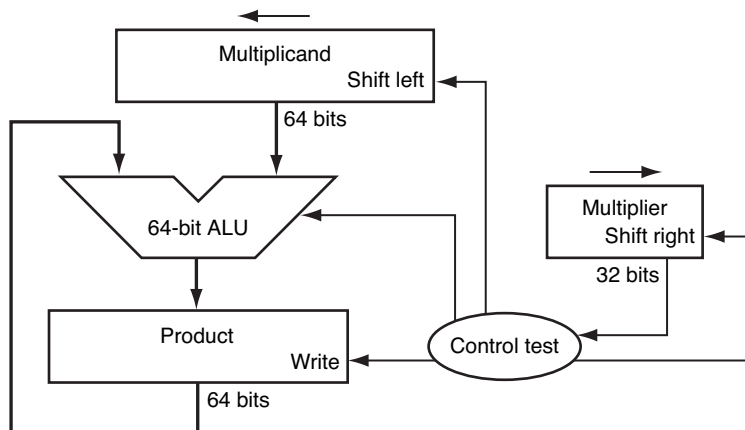 Multiplicand
Shift left
64 bits
64-bit ALU
Multiplier
Shift right
32 bits
Product
Write
Control test
64 bits